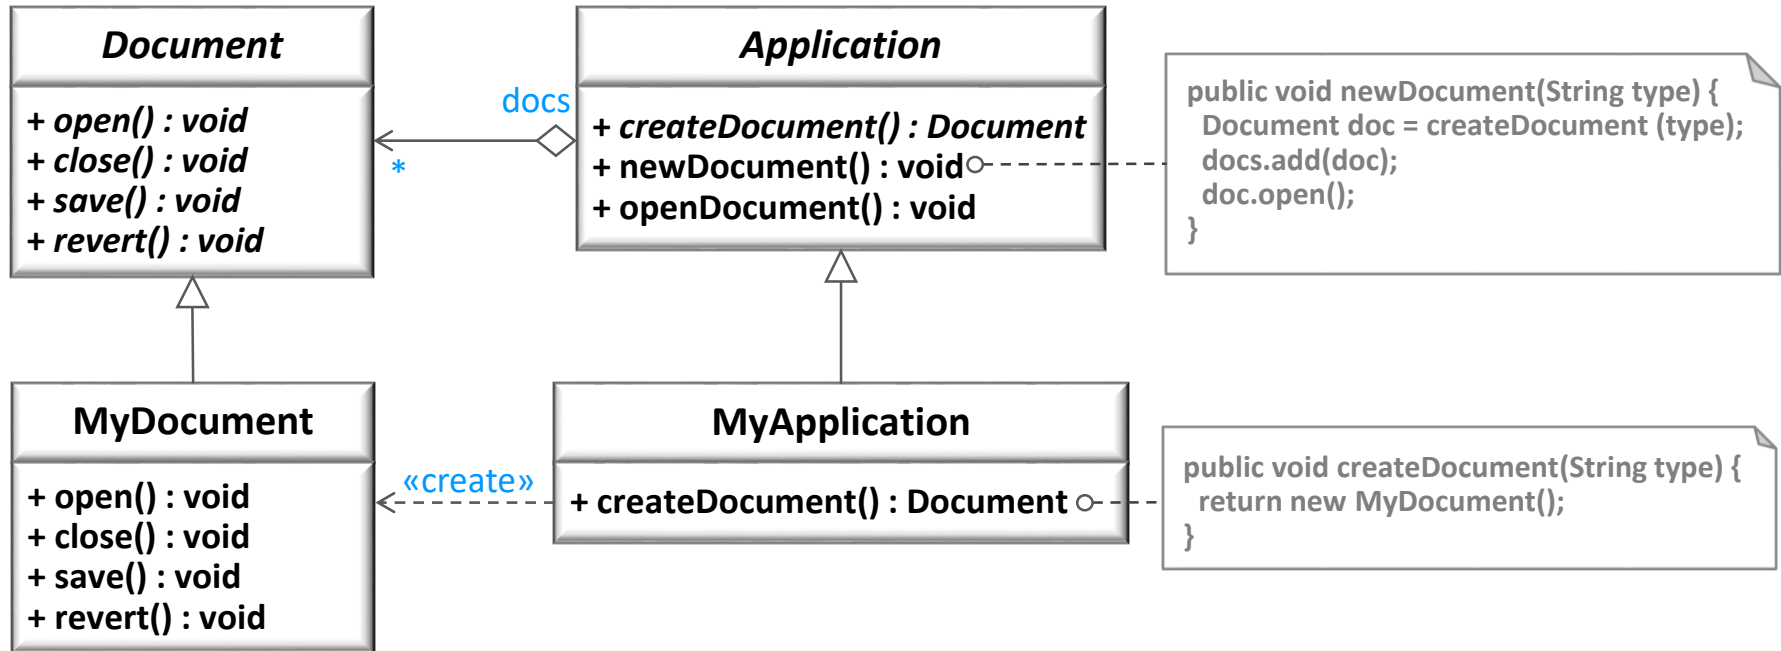 Document
+ open() : void
+ close() : void
+ save() : void
+ revert() : void
docs
*
Application
+ createDocument() : Document
+ newDocument() : void
+ openDocument() : void
public void newDocument(String type) {
Document doc = createDocument (type);
docs.add(doc);
doc.open();
}
MyDocument
+ open() : void
+ close() : void
+ save() : void
+ revert() : void
«create»
MyApplication
+ createDocument() : Document
public void createDocument(String type) {
return new MyDocument();
}